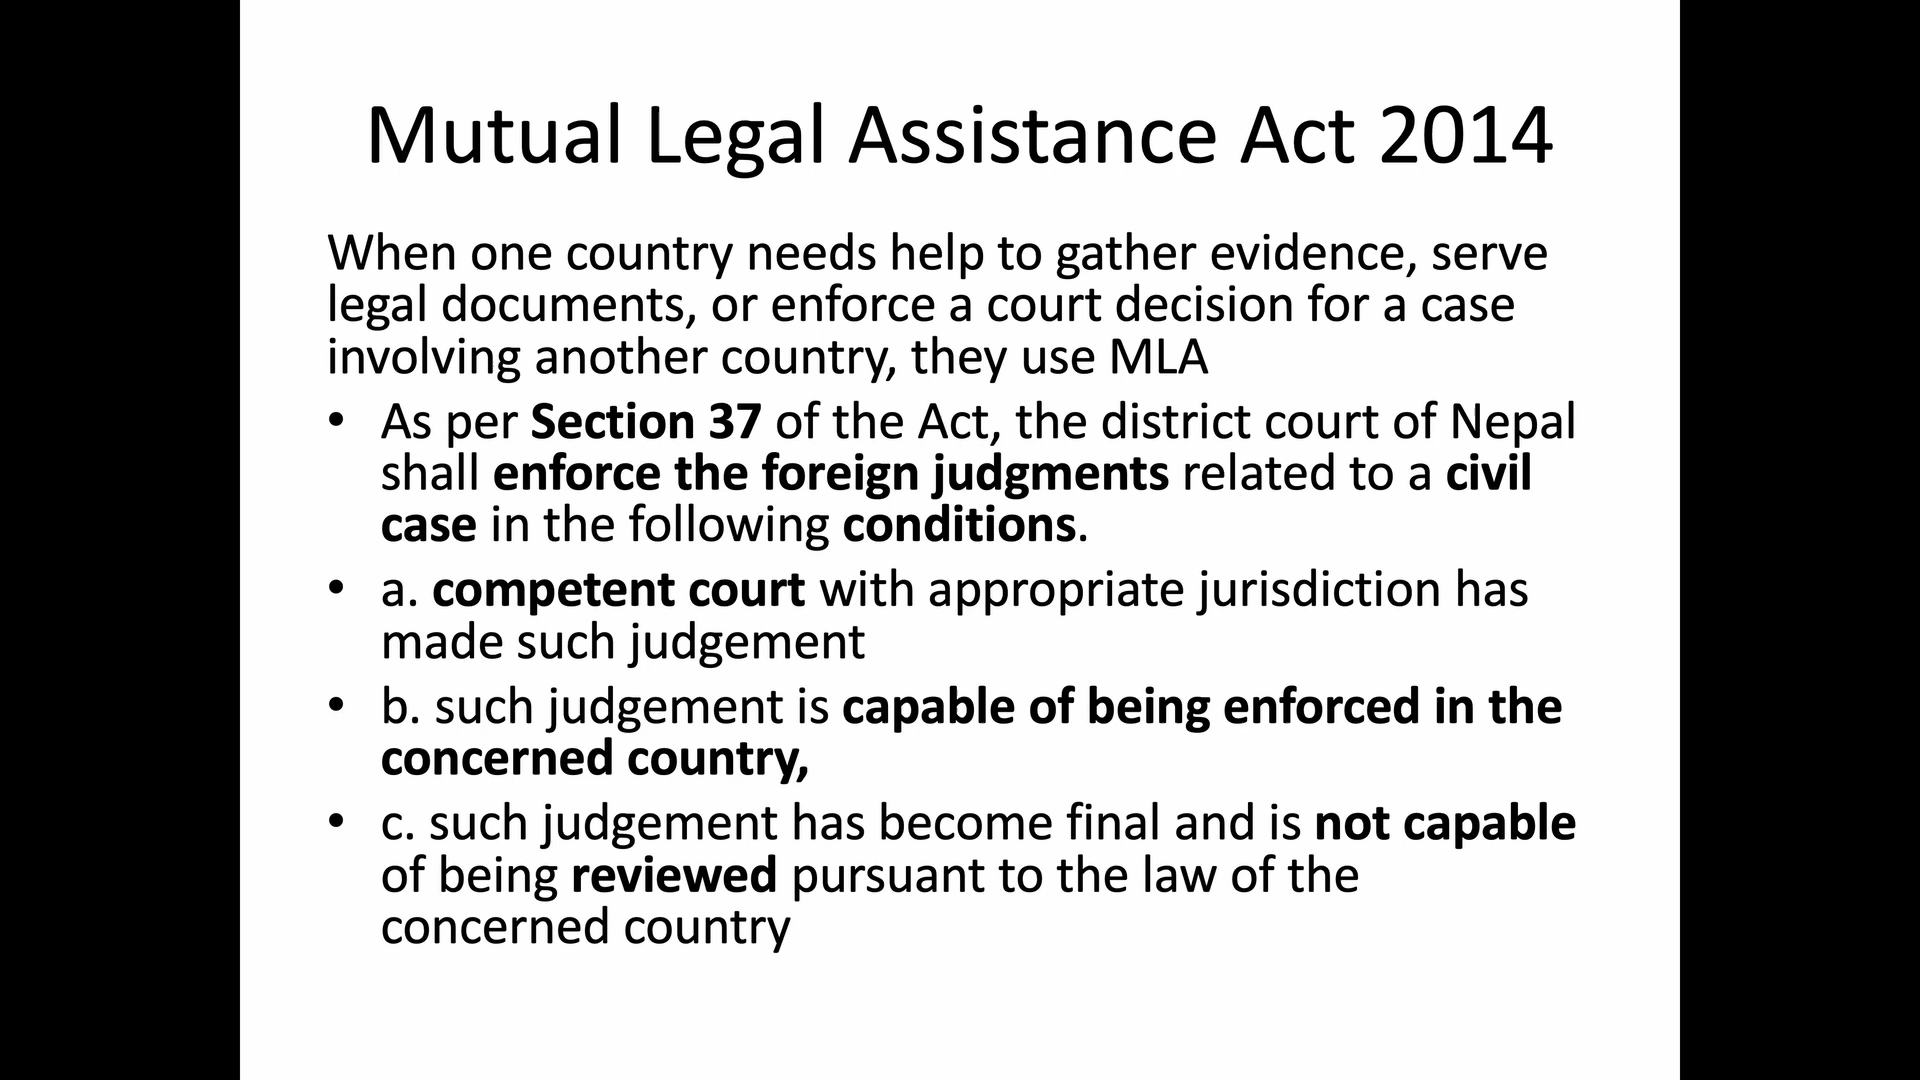 Mutual Legal Assistance Act 2014
When one country needs help to gather evidence, serve
legal documents, or enforce a court decision for a case
involving another country, they use MLA
• As per Section 37 of the Act, the district court of Nepal
shall enforce the foreign judgments related to a civil
case in the following conditions.
• a. competent court with appropriate jurisdiction has
made such judgement
• b. such judgement is capable of being enforced in the
concerned country,
• c. such judgement has become final and is not capable
of being reviewed pursuant to the law of the
concerned country